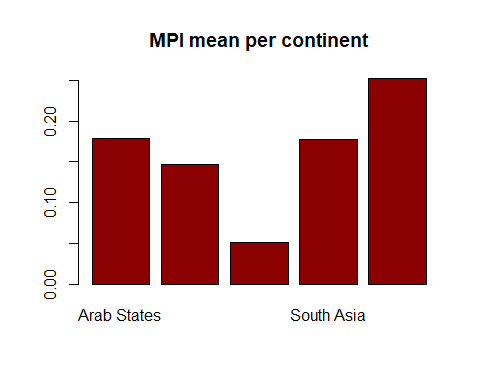 MPI mean per continent
0.20
0.10
0.00
Arab States South Asia